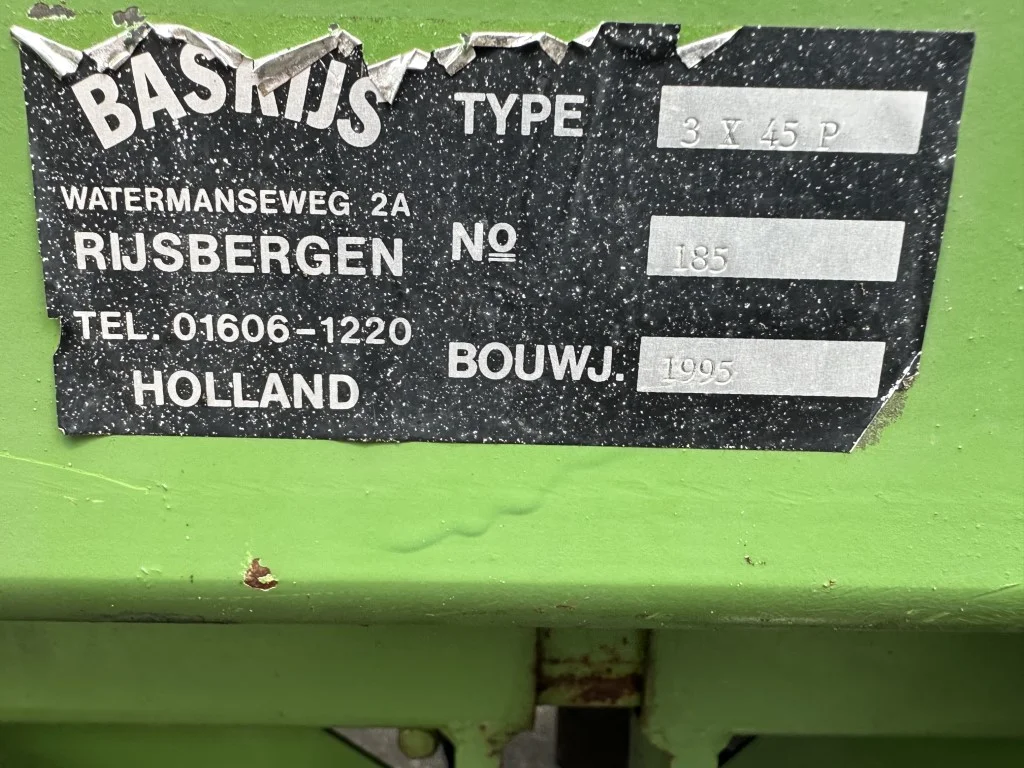 BASRIJS
WATERMANSEWEG 2A
RIJSBERGEN
TEL. 01606-1220
HOLLAND
TYPE 3 X 45 P
Nº 185
BOUWJ. 1995